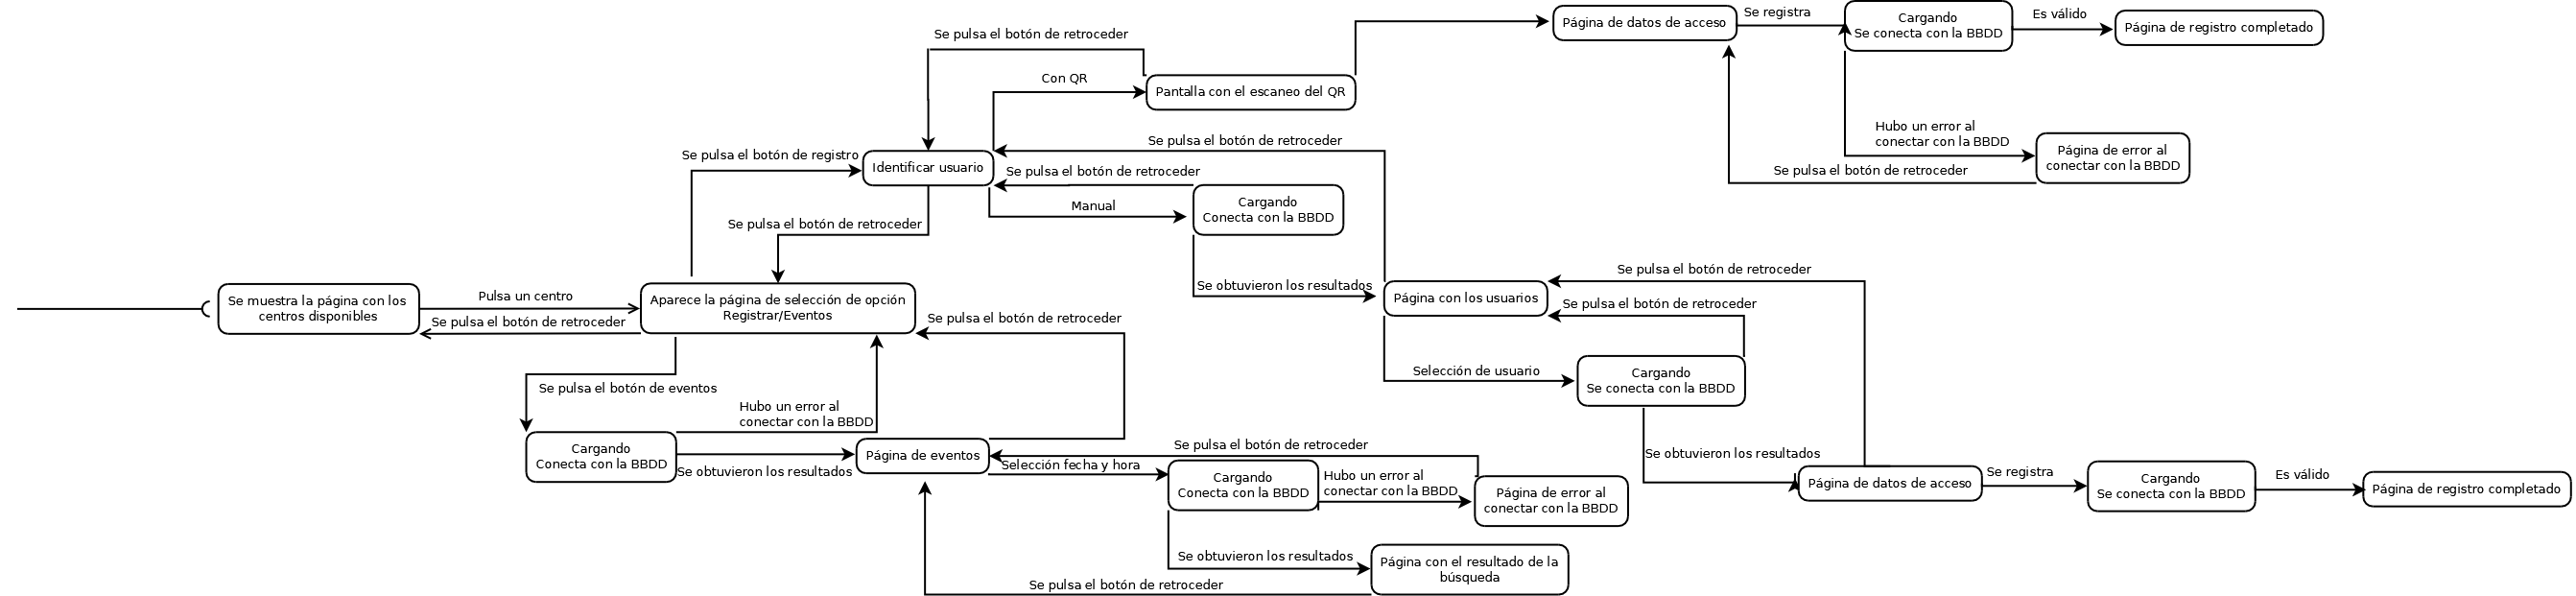 Se pulsa el botón de retroceder
Con QR
Pantalla con el escaneo del QR
Página de datos de acceso
Se registra
Cargando
Se conecta con la BBDD
Es válido
Página de registro completado
Hubo un error al
conectar con la BBDD
Página de error al
conectar con la BBDD
Se pulsa el botón de retroceder
Se pulsa el botón de registro
Identificar usuario
Se pulsa el botón de retroceder
Se pulsa el botón de retroceder
Manual
Cargando
Conecta con la BBDD
Se pulsa el botón de retroceder
Se obtuvieron los resultados
Se muestra la página con los
centros disponibles
Pulsa un centro
Se pulsa el botón de retroceder
Aparece la página de selección de opción
Registrar/Eventos
Se pulsa el botón de retroceder
Página con los usuarios
Se pulsa el botón de retroceder
Se pulsa el botón de retroceder
Selección de usuario
Cargando
Se conecta con la BBDD
Se pulsa el botón de eventos
Hubo un error al
conectar con la BBDD
Cargando
Conecta con la BBDD
Se obtuvieron los resultados
Página de eventos
Se pulsa el botón de retroceder
Selección fecha y hora
Cargando
Conecta con la BBDD
Hubo un error al
conectar con la BBDD
Página de error al
conectar con la BBDD
Se obtuvieron los resultados
Página de datos de acceso
Se registra
Cargando
Se conecta con la BBDD
Es válido
Página de registro completado
Se obtuvieron los resultados
Página con el resultado de la
búsqueda
Se pulsa el botón de retroceder